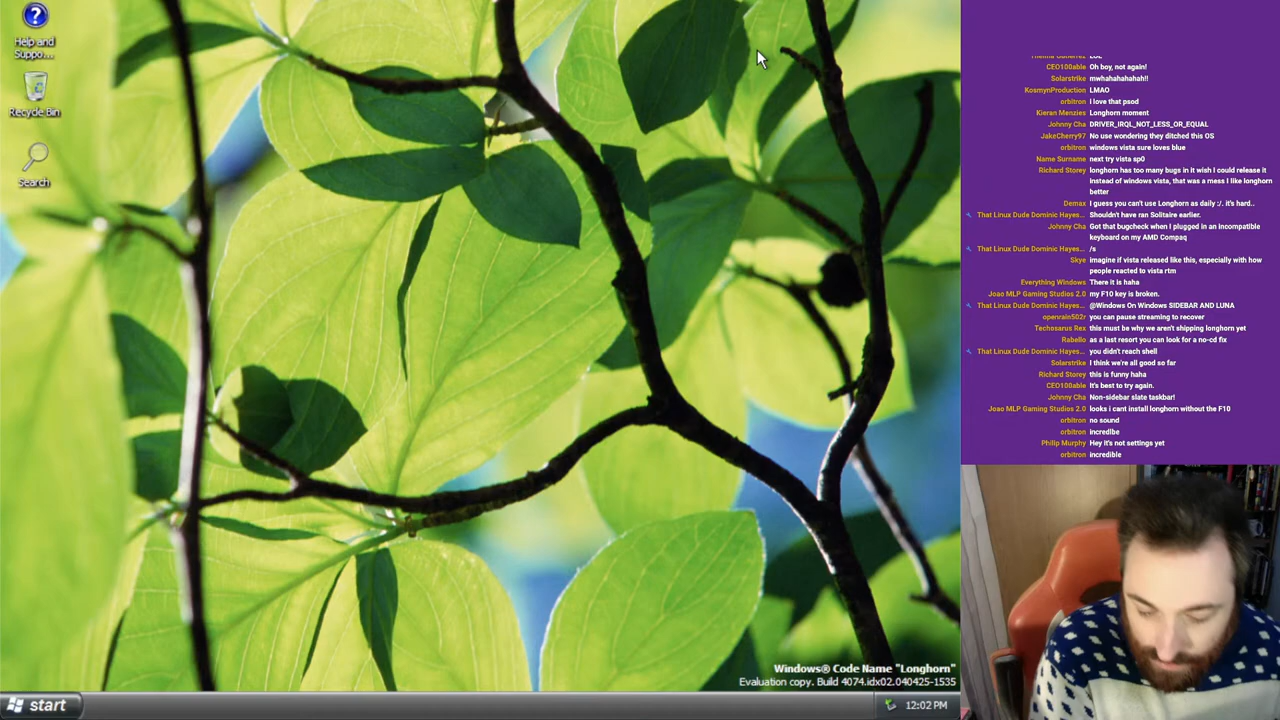 Help and
Suppo...
Recycle Bin
Search
Windows® Code Name "Longhorn"
Evaluation copy. Build 4074.idx02.040425-1535
start
12:02 PM
CEO100able Oh boy, not again!
Solarstrike mwhahahahahah!!
KosmynProduction LMAO
orbitron I love that psod
Kieran Menzies Longhorn moment
Johnny Cha DRIVER_IRQL_NOT_LESS_OR_EQUAL
JakeCherry97 No use wondering they ditched this OS
orbitron windows vista sure loves blue
Name Surname next try vista sp0
Richard Storey longhorn has too many bugs in it wish I could release it
instead of windows vista, that was a mess I like longhorn
better
Demax I guess you can't use Longhorn as daily :/. it's hard..
That Linux Dude Dominic Hayes... Shouldn't have ran Solitaire earlier.
Johnny Cha Got that bugcheck when I plugged in an incompatible
keyboard on my AMD Compaq
That Linux Dude Dominic Hayes... /s
Skye imagine if vista released like this, especially with how
people reacted to vista rtm
Everything Windows There it is haha
Joao MLP Gaming Studios 2.0 my F10 key is broken.
That Linux Dude Dominic Hayes... @Windows On Windows SIDEBAR AND LUNA
openrain502r you can pause streaming to recover
Techosarus Rex this must be why we aren't shipping longhorn yet
Rabello as a last resort you can look for a no-cd fix
That Linux Dude Dominic Hayes... you didn't reach shell
Solarstrike I think we're all good so far
Richard Storey this is funny haha
CEO100able It's best to try again.
Johnny Cha Non-sidebar slate taskbar!
Joao MLP Gaming Studios 2.0 looks i cant install longhorn without the F10
orbitron no sound
orbitron incredlbe
Philip Murphy Hey it's not settings yet
orbitron incredible